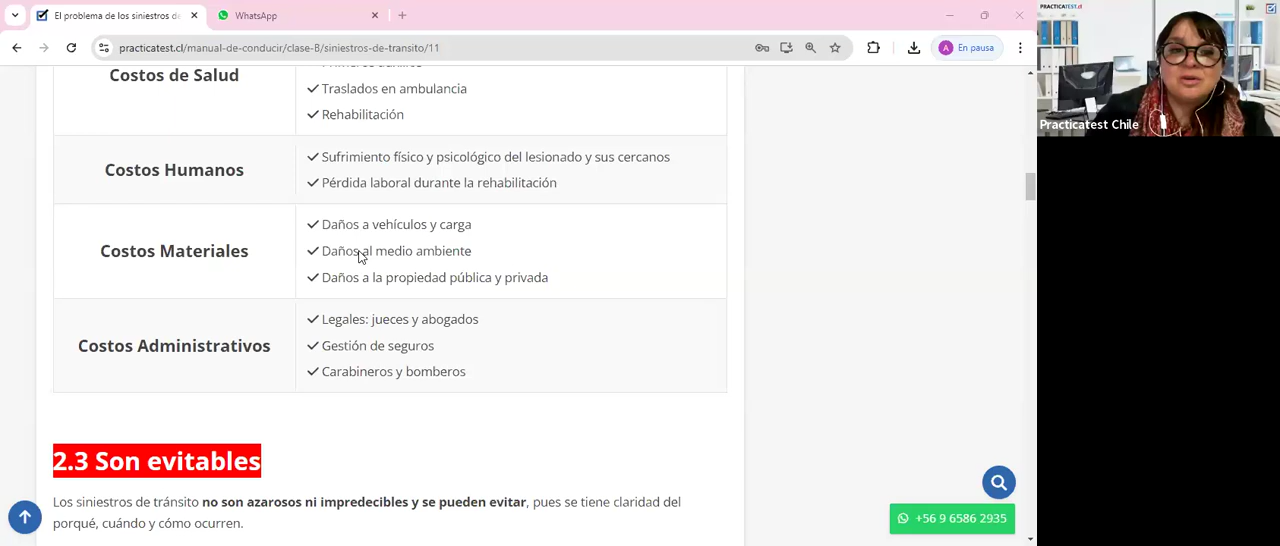 El problema de los siniestros de
WhatsApp
practicatest.cl/manual-de-conducir/clase-B/siniestros-de-transito/11
A
En pausa
PRACTICATEST.cl
Practicatest Chile
Costos de Salud
Traslados en ambulancia
Rehabilitación
Costos Humanos
Sufrimiento físico y psicológico del lesionado y sus cercanos
Pérdida laboral durante la rehabilitación
Costos Materiales
Daños a vehículos y carga
Daños al medio ambiente
Daños a la propiedad pública y privada
Costos Administrativos
Legales: jueces y abogados
Gestión de seguros
Carabineros y bomberos
2.3 Son evitables
Los siniestros de tránsito no son azarosos ni impredecibles y se pueden evitar, pues se tiene claridad del
porqué, cuándo y cómo ocurren.
+56 9 6586 2935